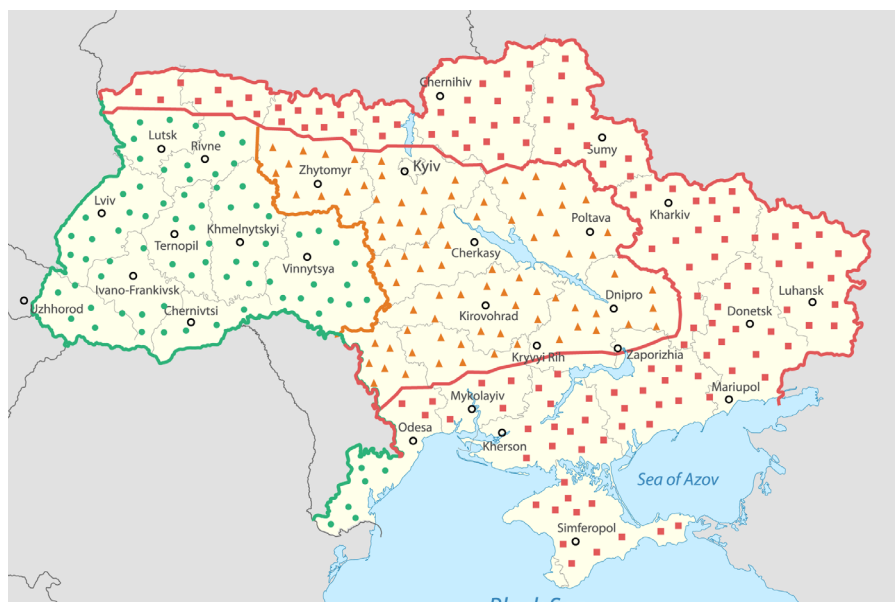 Chernihiv
Lutsk
Rivne
Sumy
Zhytomyr
Kyiv
Lviv
Kharkiv
Poltava
Khmelnytskyi
Ternopil
Cherkasy
Vinnytsya
Ivano-Frankivsk
Luhansk
Dnipro
Uzhhorod
Chernivtsi
Kirovohrad
Donetsk
Kryvyi Rih
Zaporizhia
Mariupol
Mykolayiv
Odesa
Kherson
Sea of Azov
Simferopol